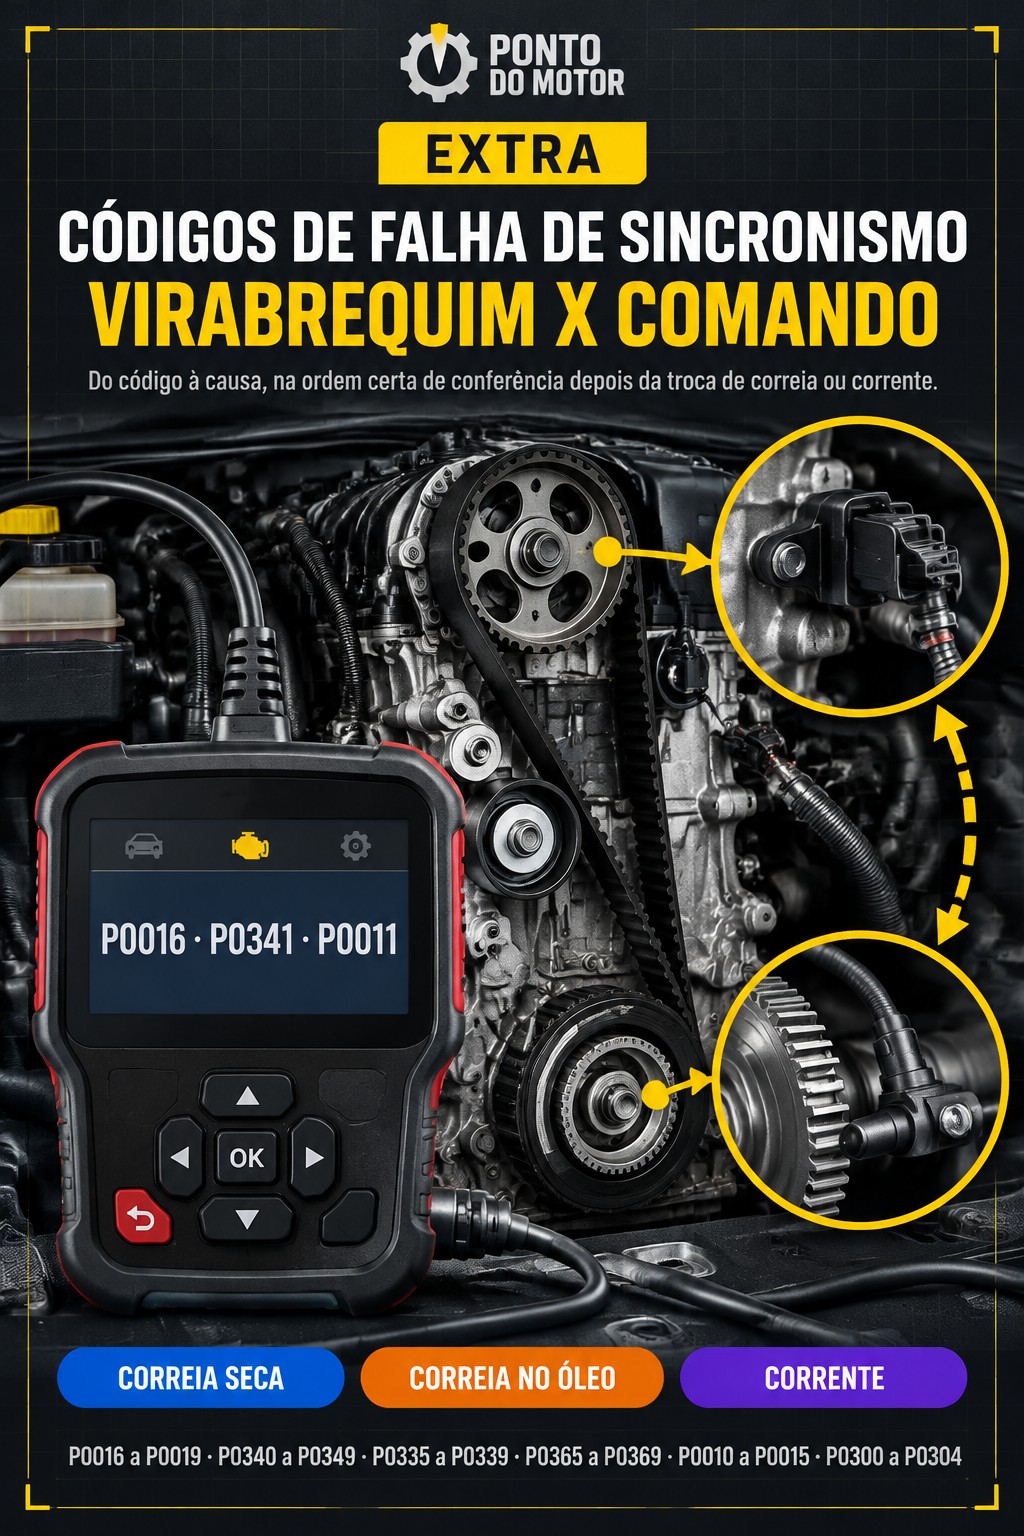 PONTO
DO MOTOR
EXTRA
CÓDIGOS DE FALHA DE SINCRONISMO
VIRABREQUIM X COMANDO
Do código à causa, na ordem certa de conferência depois da troca de correia ou corrente.
P0016 · P0341 · P0011
OK
CORREIA SECA
CORREIA NO ÓLEO
CORRENTE
P0016 a P0019 · P0340 a P0349 · P0335 a P0339 · P0365 a P0369 · P0010 a P0015 · P0300 a P0304